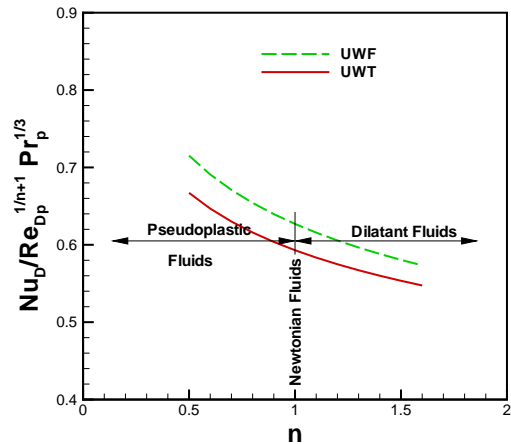 0.9
0.8
0.7
0.6
0.5
0.4
Nu_D/Re_Dp^1/n+1 Pr_p^1/3
UWF
UWT
Pseudoplastic
Fluids
Dilatant Fluids
Newtonian Fluids
0
0.5
1
1.5
2
n